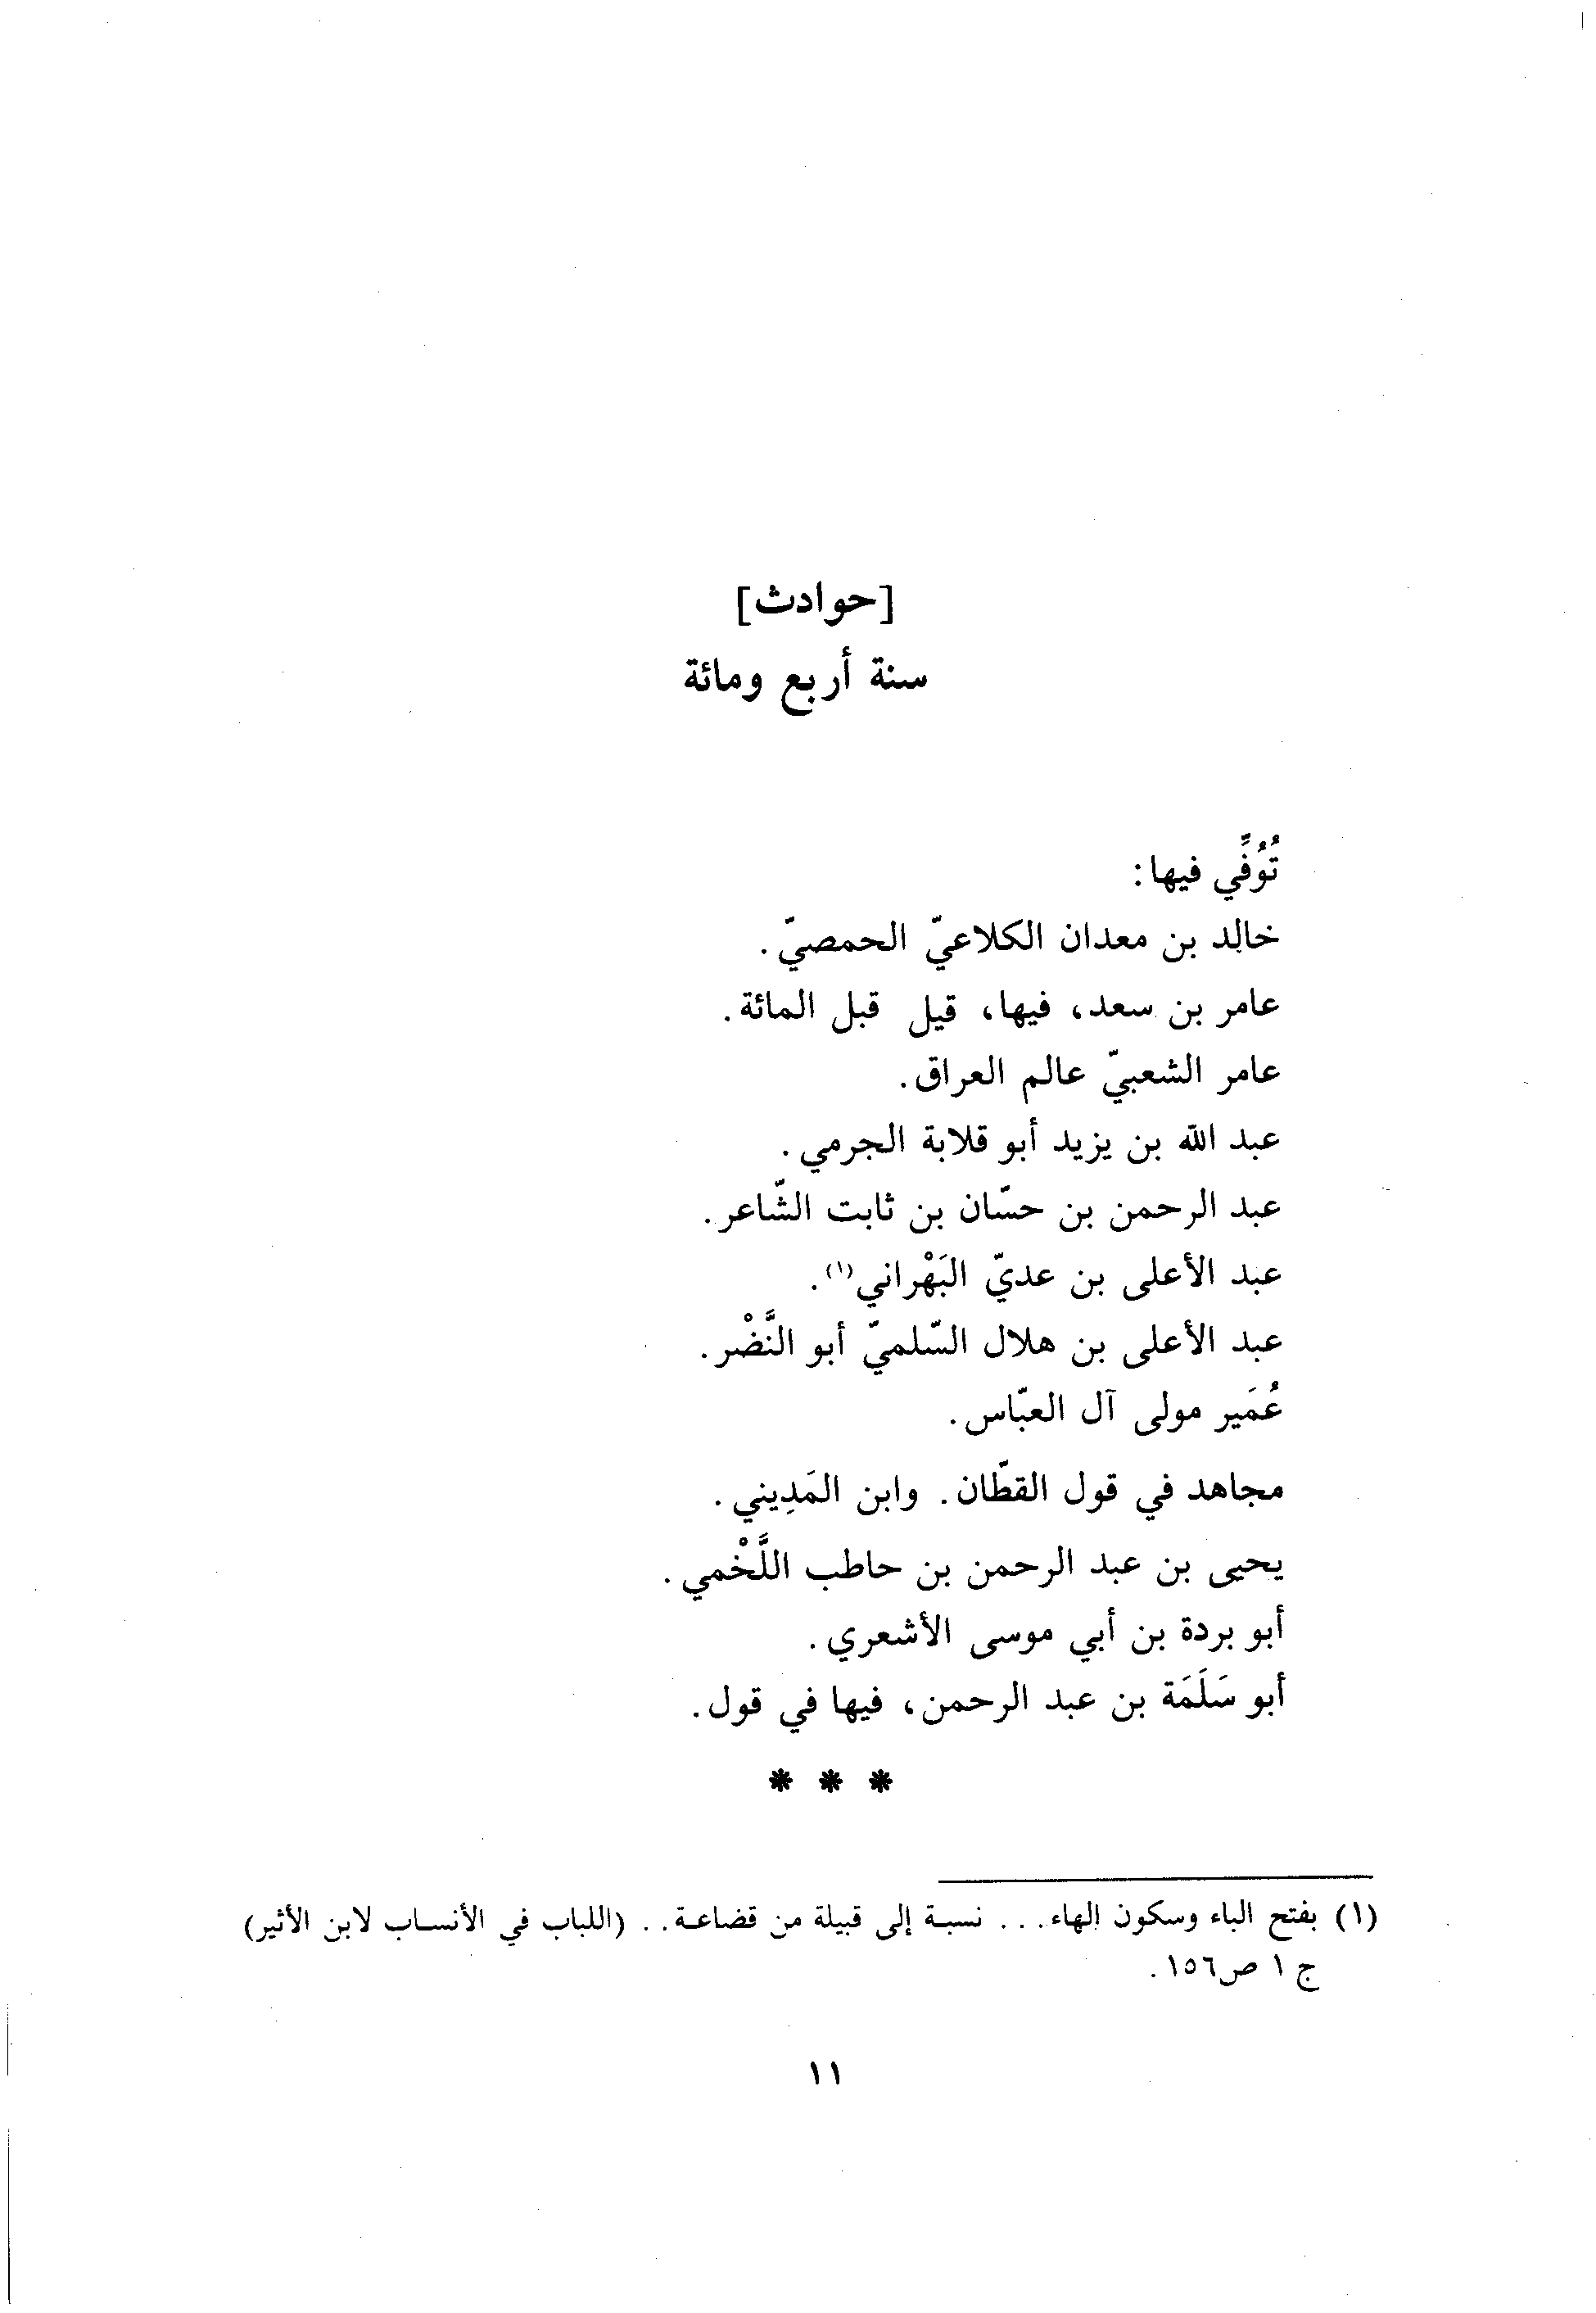 [حوادث]
سنة أربع ومائة
تُوُفِّي فيها:
خالِد بن معدان الكلاعيّ الحمصيّ.
عامر بن سعد، فيها، قيل قبل المائة.
عامر الشعبيّ عالم العراق.
عبد الله بن يزيد أبو قلابة الجرمي.
عبد الرحمن بن حسّان بن ثابت الشّاعر.
عبد الأعلى بن عديّ البَهْراني(١).
عبد الأعلى بن هلال السّلميّ أبو النَّضْر.
عُمَير مولى آل العبّاس.
مجاهد في قول القطّان. وابن المَدِيني.
يحيى بن عبد الرحمن بن حاطب اللَّخْمي.
أبو بردة بن أبي موسى الأشعري.
أبو سَلَمَة بن عبد الرحمن، فيها في قول.
* * *
(١) بفتح الباء وسكون الهاء... نسبة إلى قبيلة من قضاعة.. (اللباب في الأنساب لابن الأثير)
ج ١ ص١٥٦.
١١